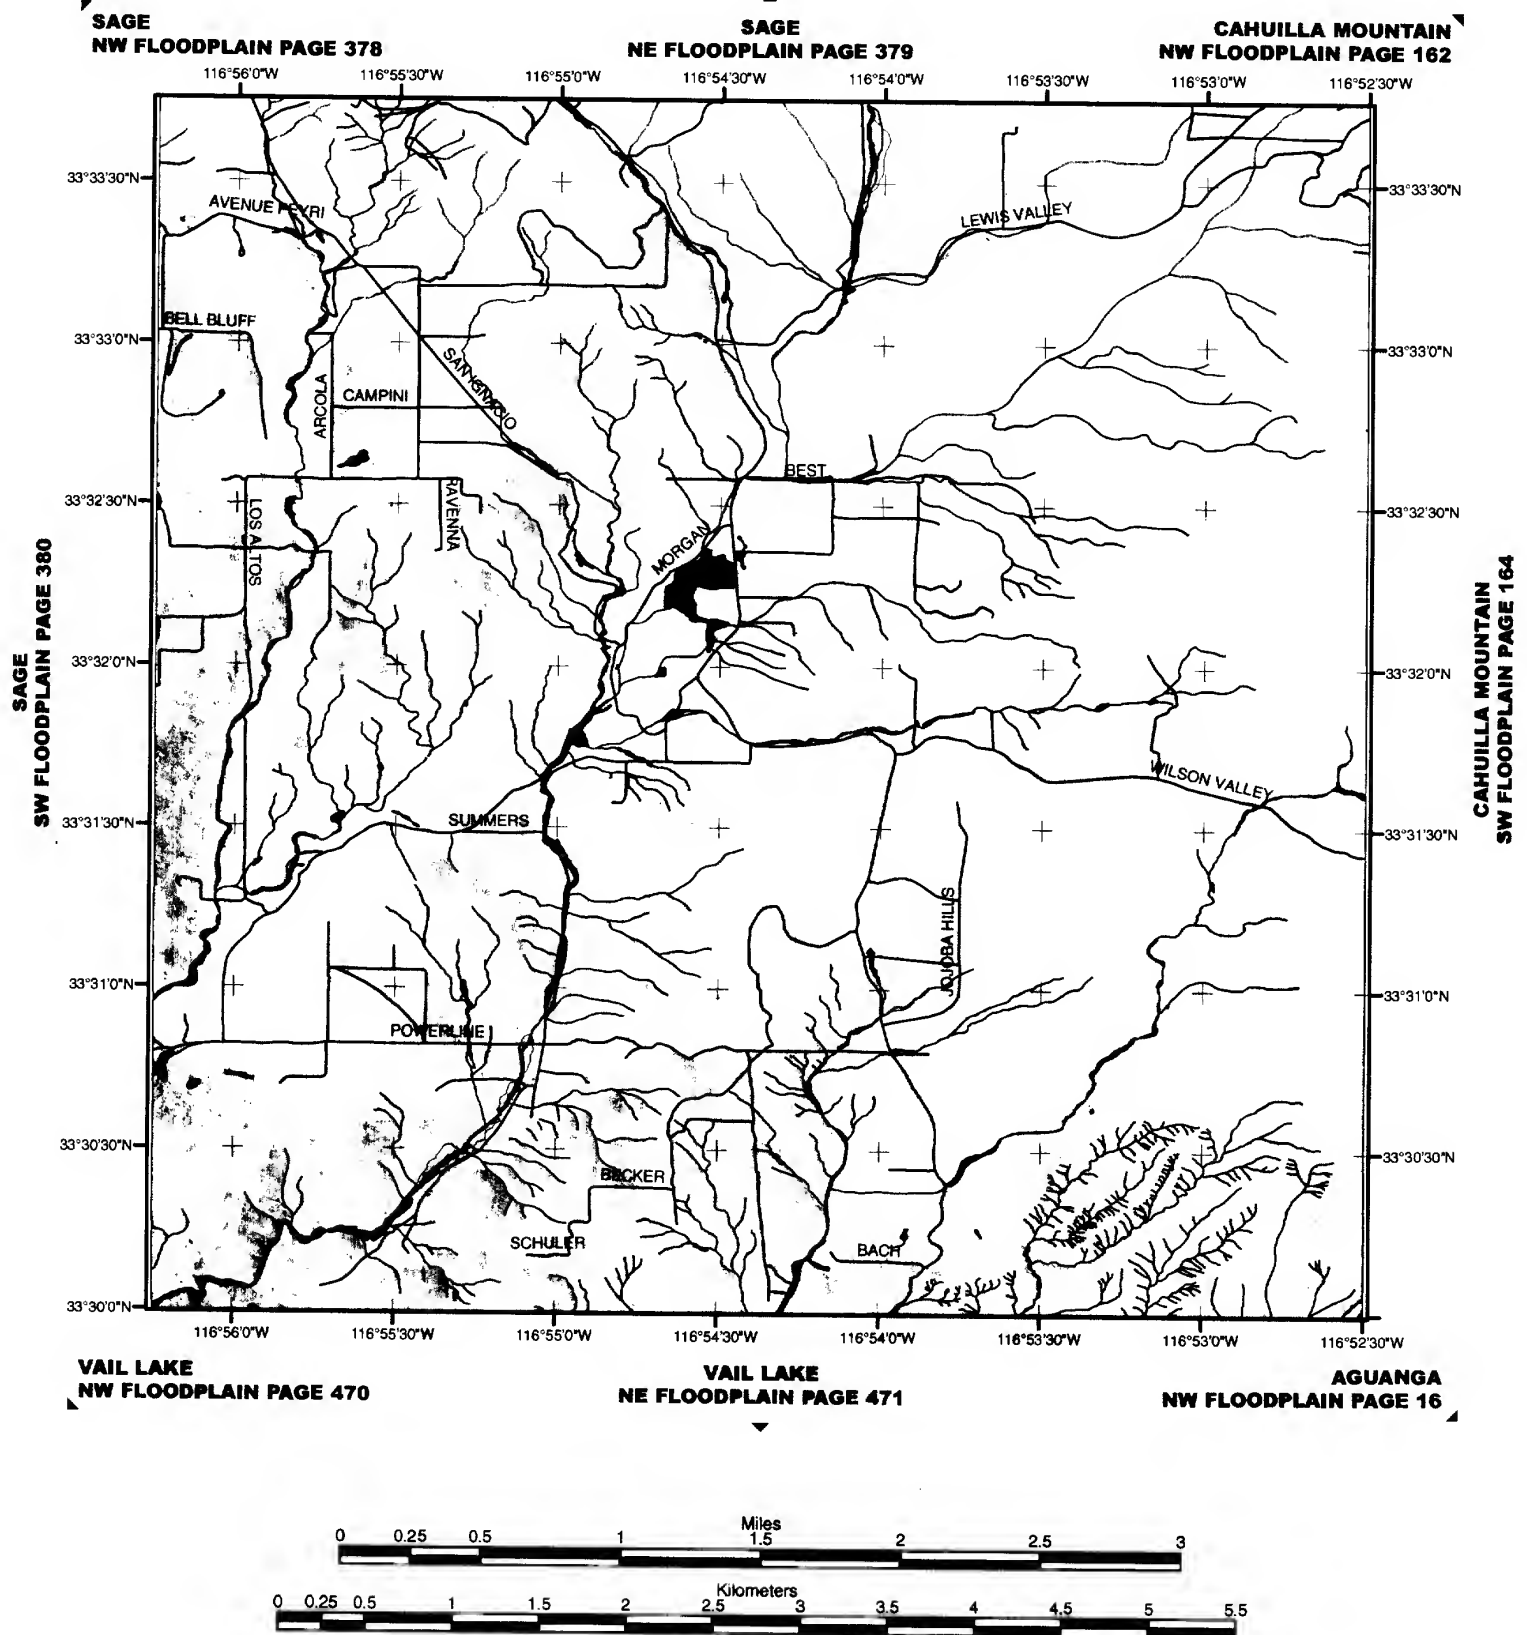 SAGE
NW FLOODPLAIN PAGE 378
SAGE
NE FLOODPLAIN PAGE 379
CAHUILLA MOUNTAIN
NW FLOODPLAIN PAGE 162
116°56'0"W
116°55'30"W
116°55'0"W
116°54'30"W
116°54'0"W
116°53'30"W
116°53'0"W
116°52'30"W
33°33'30"N
33°33'30"N
AVENUE FEYRI
LEWIS VALLEY
BELL BLUFF
33°33'0"N
33°33'0"N
SAN IGNACIO
ARCOLA
CAMPINI
BEST
33°32'30"N
33°32'30"N
LOS ALTOS
RAVENNA
MORGAN
SAGE
SW FLOODPLAIN PAGE 380
CAHUILLA MOUNTAIN
SW FLOODPLAIN PAGE 164
33°32'0"N
33°32'0"N
WILSON VALLEY
33°31'30"N
33°31'30"N
SUMMERS
JOJOBA HILLS
33°31'0"N
33°31'0"N
POWERLINE
33°30'30"N
33°30'30"N
BECKER
SCHULER
BACH
33°30'0"N
116°56'0"W
116°55'30"W
116°55'0"W
116°54'30"W
116°54'0"W
116°53'30"W
116°53'0"W
116°52'30"W
VAIL LAKE
NW FLOODPLAIN PAGE 470
VAIL LAKE
NE FLOODPLAIN PAGE 471
AGUANGA
NW FLOODPLAIN PAGE 16
Miles
0 0.25 0.5 1 1.5 2 2.5 3
Kilometers
0 0.25 0.5 1 1.5 2 2.5 3 3.5 4 4.5 5 5.5